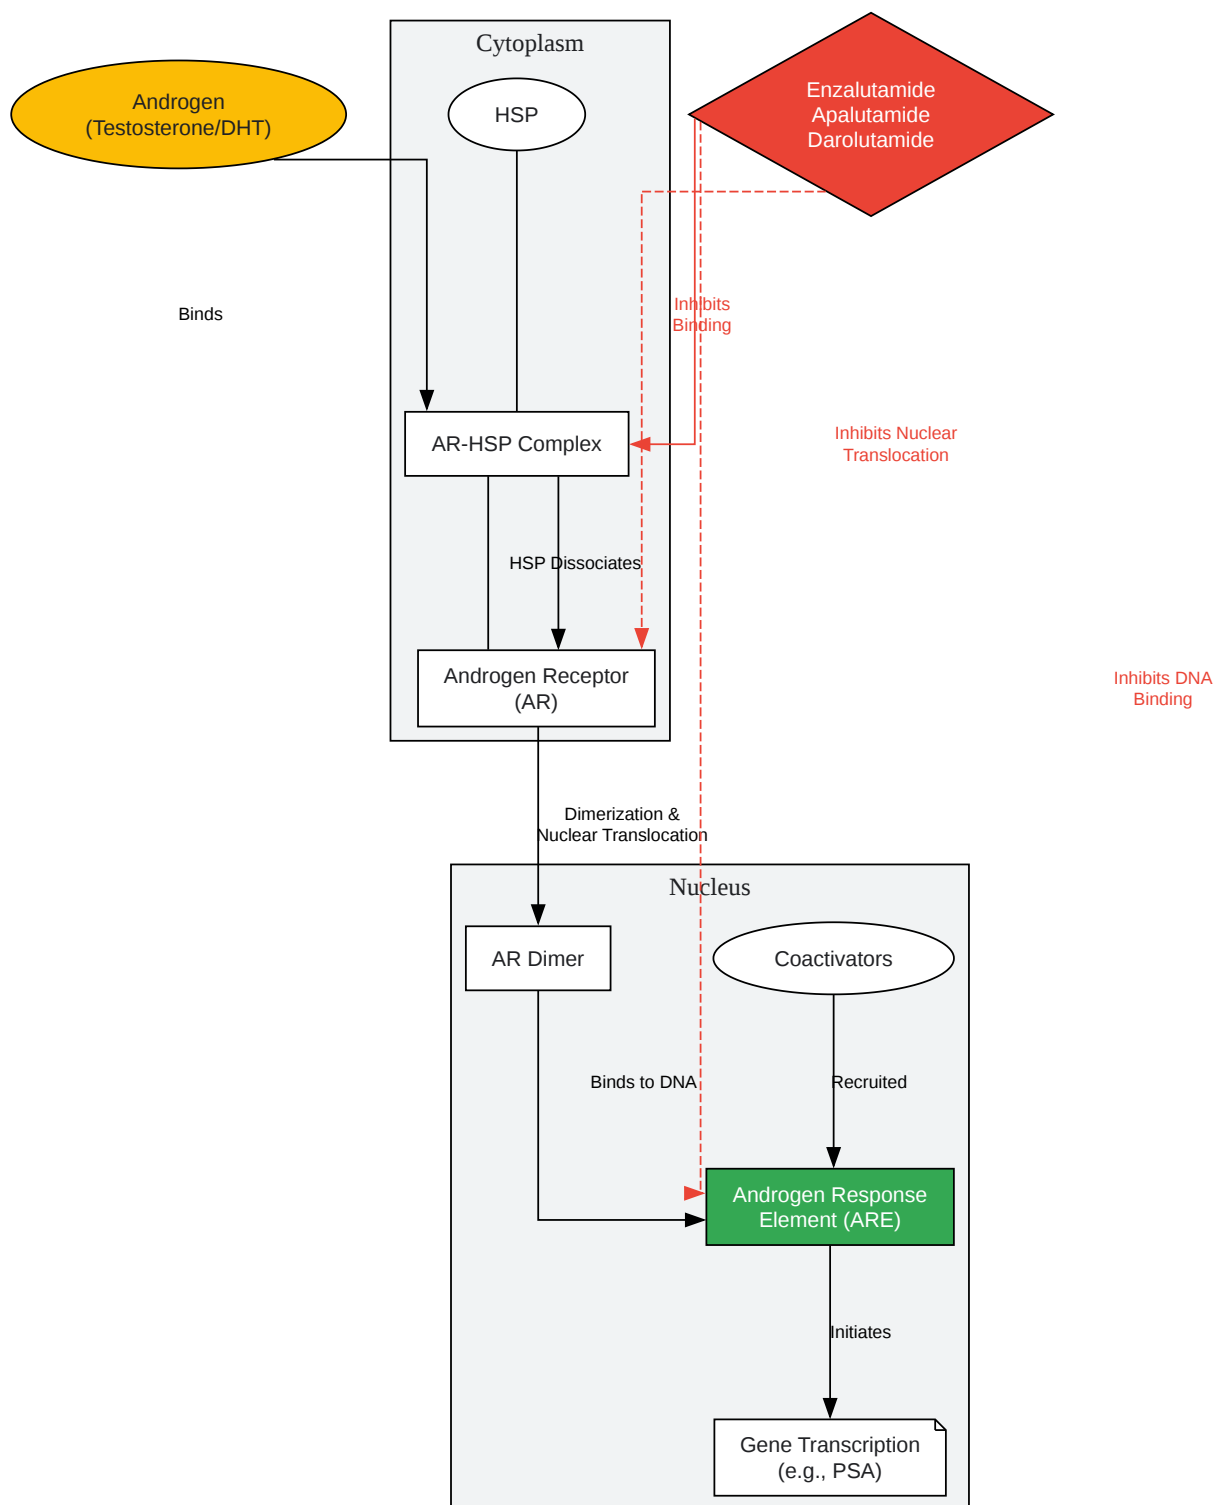 Cytoplasm
Androgen
(Testosterone/DHT)
HSP
Enzalutamide
Apalutamide
Darolutamide
Binds
Inhibits
Binding
AR-HSP Complex
Inhibits Nuclear
Translocation
HSP Dissociates
Androgen Receptor
(AR)
Inhibits DNA
Binding
Dimerization &
Nuclear Translocation
Nucleus
AR Dimer
Coactivators
Binds to DNA
Recruited
Androgen Response
Element (ARE)
Initiates
Gene Transcription
(e.g., PSA)